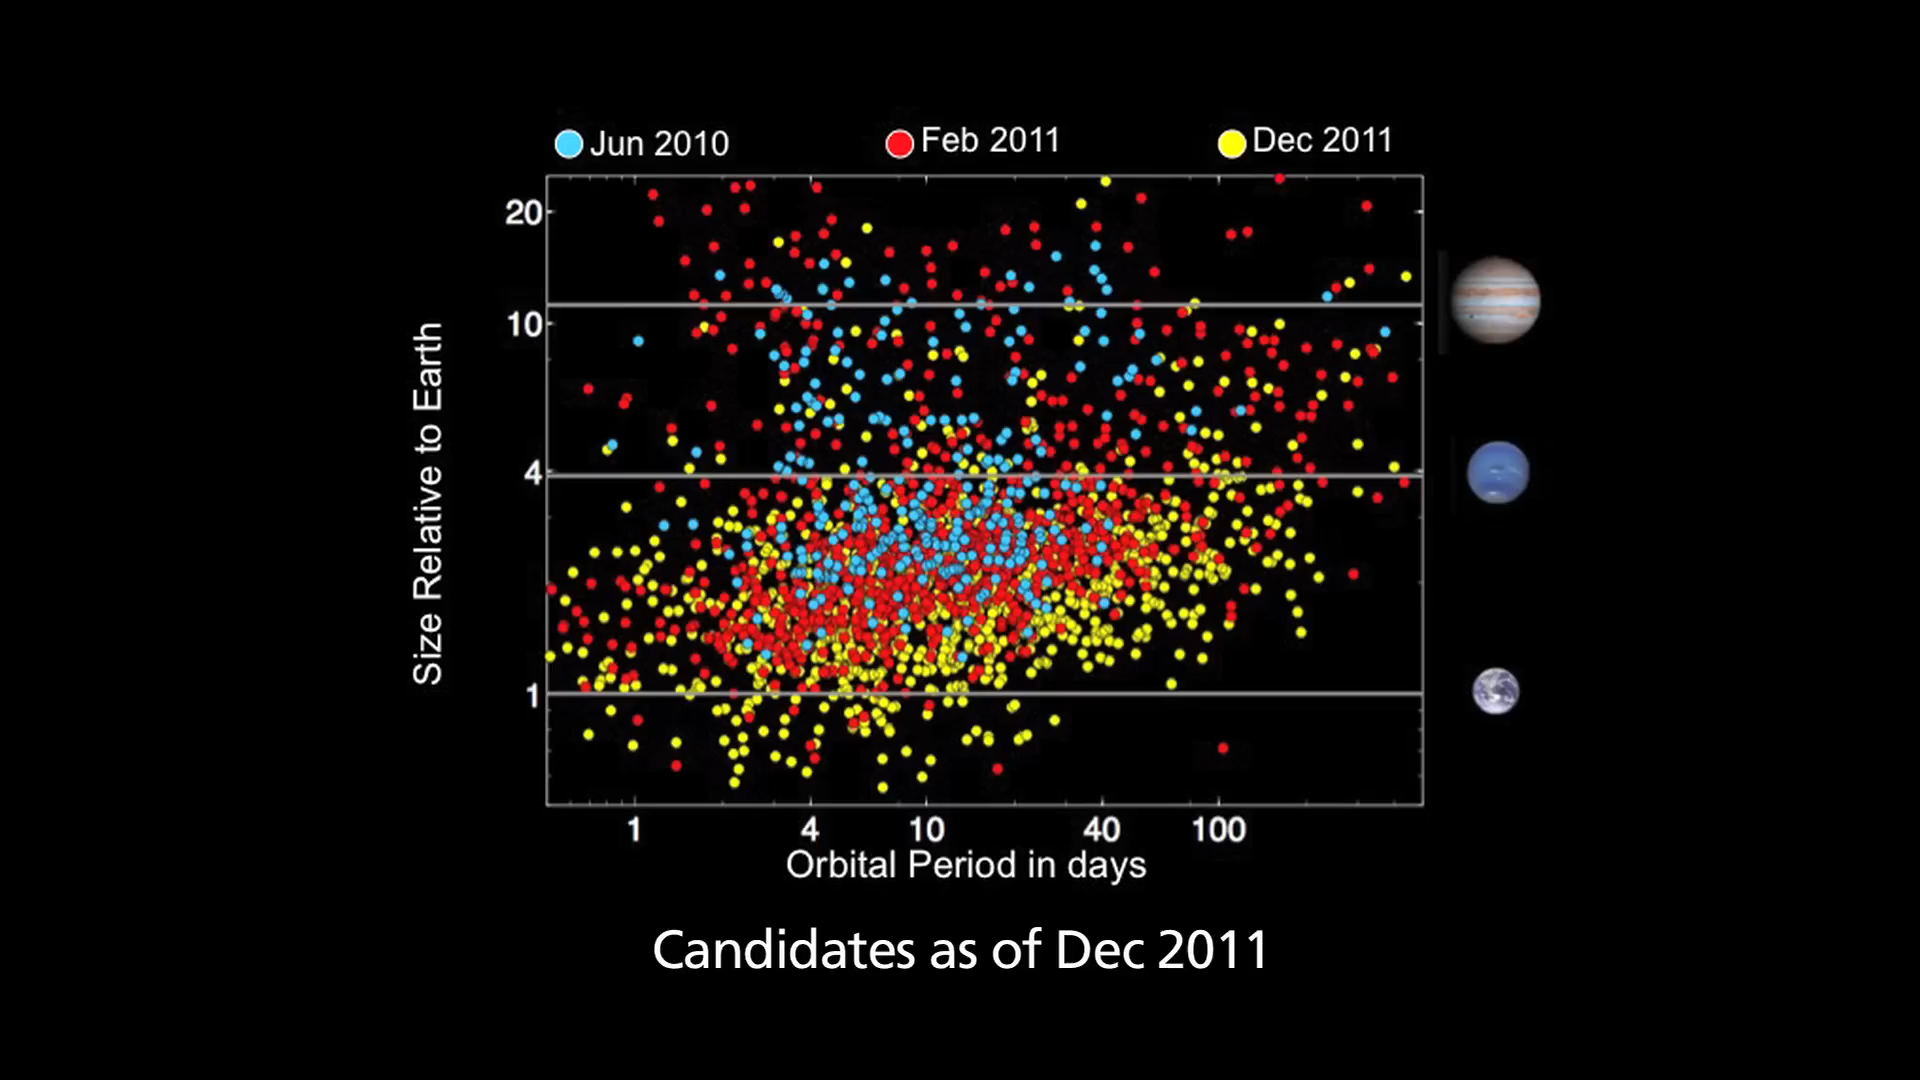 Jun 2010
Feb 2011
Dec 2011
20
10
4
1
Size Relative to Earth
1
4
10
40
100
Orbital Period in days
Candidates as of Dec 2011